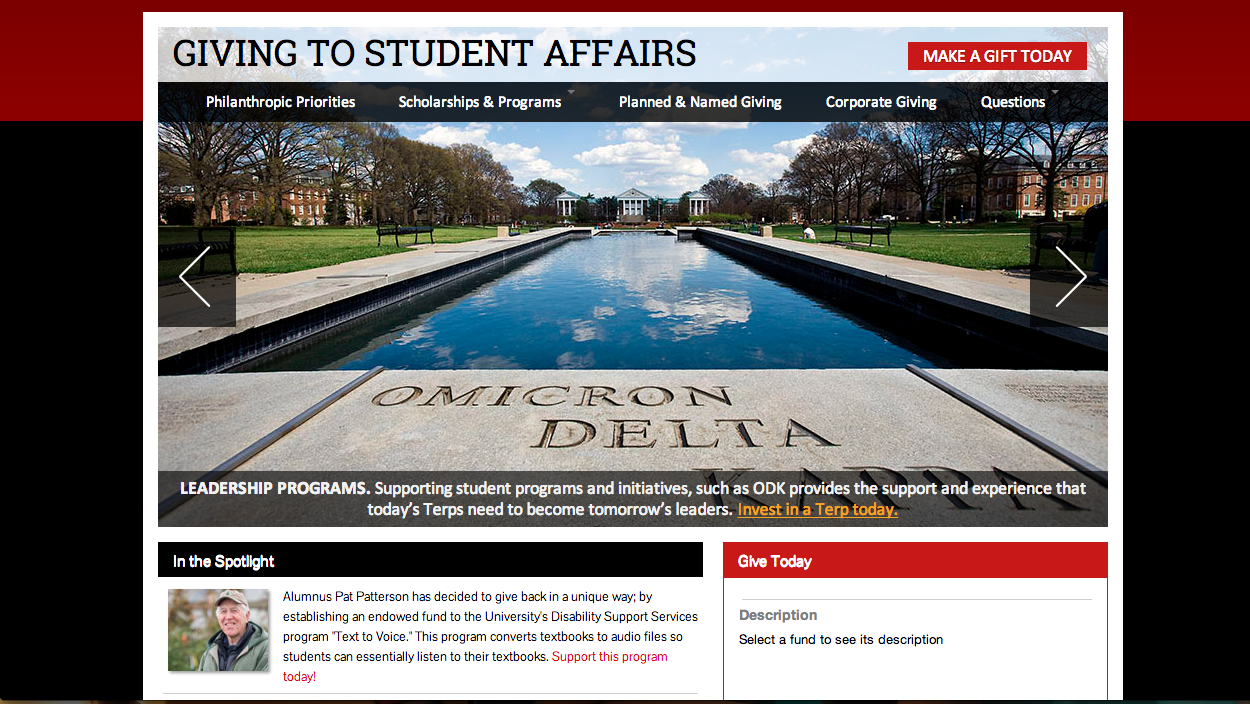 GIVING TO STUDENT AFFAIRS
MAKE A GIFT TODAY
Philanthropic Priorities
Scholarships & Programs
Planned & Named Giving
Corporate Giving
Questions
OMICRON
DELTA
KAPPA
LEADERSHIP PROGRAMS. Supporting student programs and initiatives, such as ODK provides the support and experience that
today's Terps need to become tomorrow's leaders. Invest in a Terp today.
In the Spotlight
Alumnus Pat Patterson has decided to give back in a unique way; by
establishing an endowed fund to the University's Disability Support Services
program "Text to Voice." This program converts textbooks to audio files so
students can essentially listen to their textbooks. Support this program
today!
Give Today
Description
Select a fund to see its description